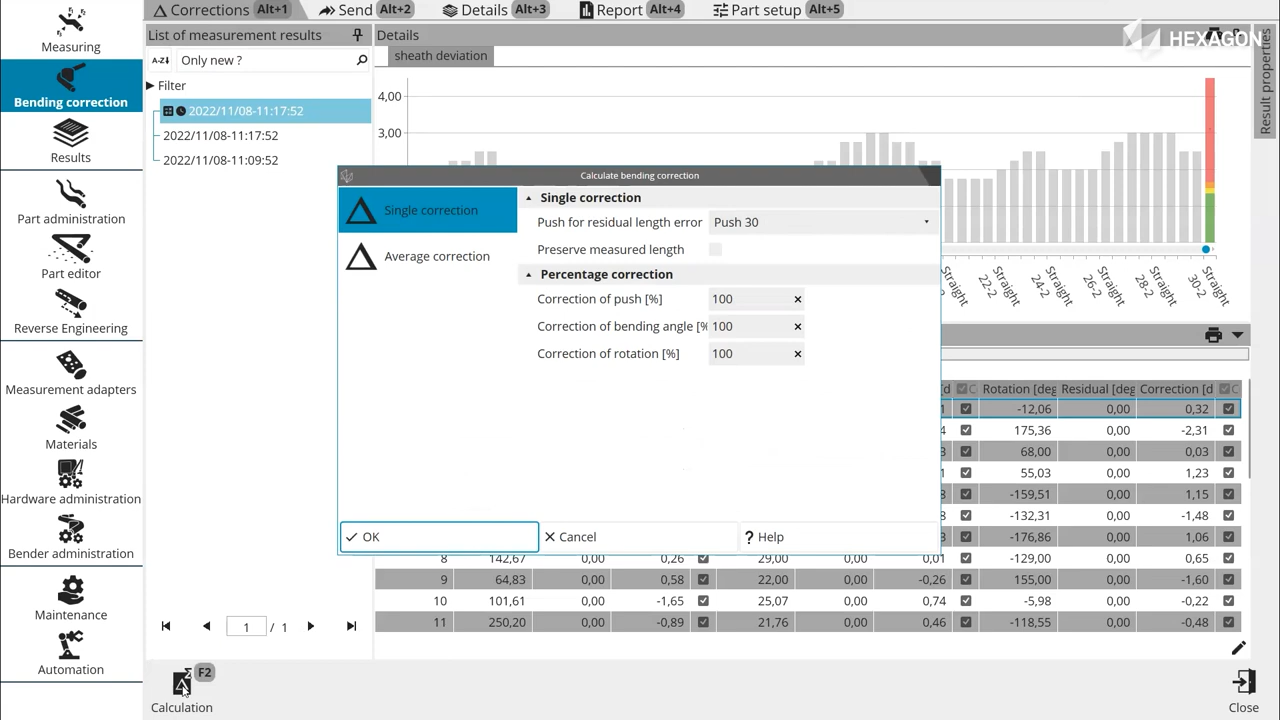 Corrections Alt+1 Send Alt+2 Details Alt+3 Report Alt+4 Part setup Alt+5
HEXAGON
Measuring
Bending correction
Results
Part administration
Part editor
Reverse Engineering
Measurement adapters
Materials
Hardware administration
Bender administration
Maintenance
Automation
List of measurement results
A-Z
Only new ?
Filter
2022/11/08-11:17:52
2022/11/08-11:17:52
2022/11/08-11:09:52
1 / 1
Details
sheath deviation
4,00
3,00
Straight
22-2
Straight
24-2
Straight
26-2
Straight
28-2
Straight
30-2
Straight
Result properties
Calculate bending correction
Single correction
Average correction
Single correction
Push for residual length error Push 30
Preserve measured length
Percentage correction
Correction of push [%] 100
Correction of bending angle [% 100
Correction of rotation [%] 100
OK
Cancel
? Help
Rotation [deg Residual [deg Correction [d
-12,06 0,00 0,32
175,36 0,00 -2,31
68,00 0,00 0,03
55,03 0,00 1,23
-159,51 0,00 1,15
-132,31 0,00 -1,48
-176,86 0,00 1,06
8 142,67 0,00 0,26 29,00 0,00 0,01 -129,00 0,00 0,65
9 64,83 0,00 0,58 22,00 0,00 -0,26 155,00 0,00 -1,60
10 101,61 0,00 -1,65 25,07 0,00 0,74 -5,98 0,00 -0,22
11 250,20 0,00 -0,89 21,76 0,00 0,46 -118,55 0,00 -0,48
F2
Calculation
Close